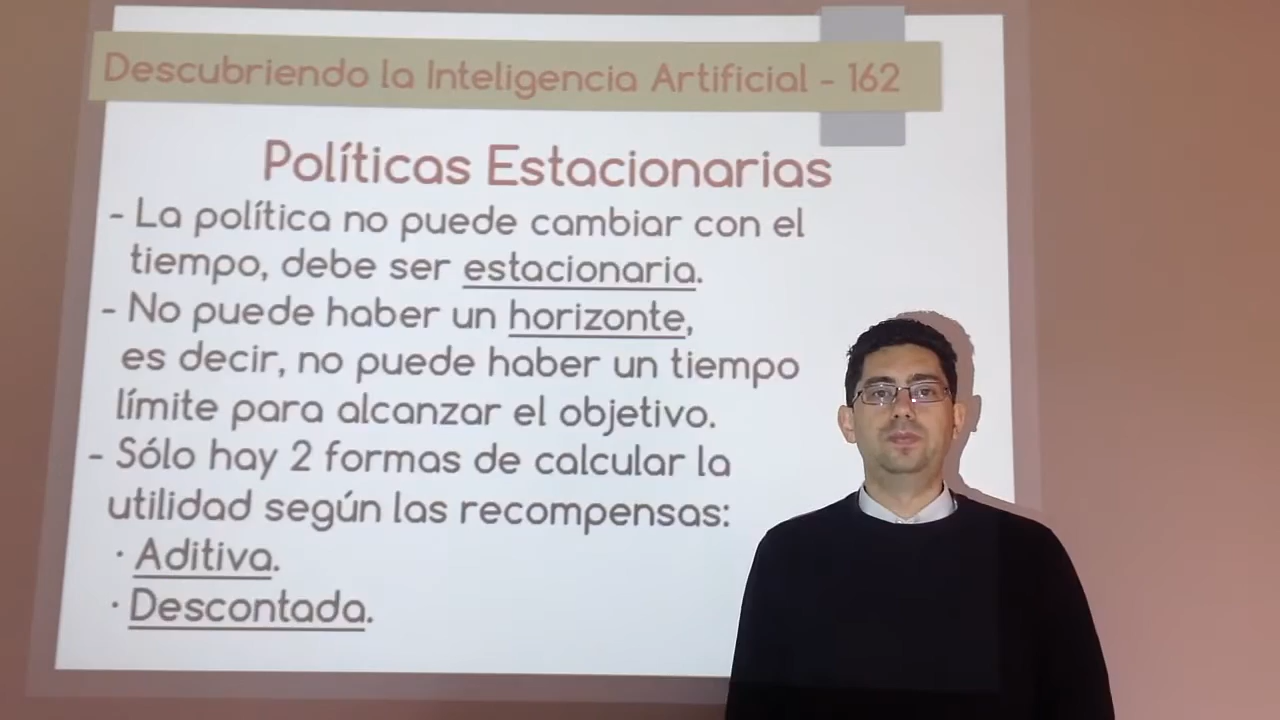 Descubriendo la Inteligencia Artificial - 162
Políticas Estacionarias
- La política no puede cambiar con el
tiempo, debe ser estacionaria.
- No puede haber un horizonte,
es decir, no puede haber un tiempo
límite para alcanzar el objetivo.
- Sólo hay 2 formas de calcular la
utilidad según las recompensas:
· Aditiva.
· Descontada.